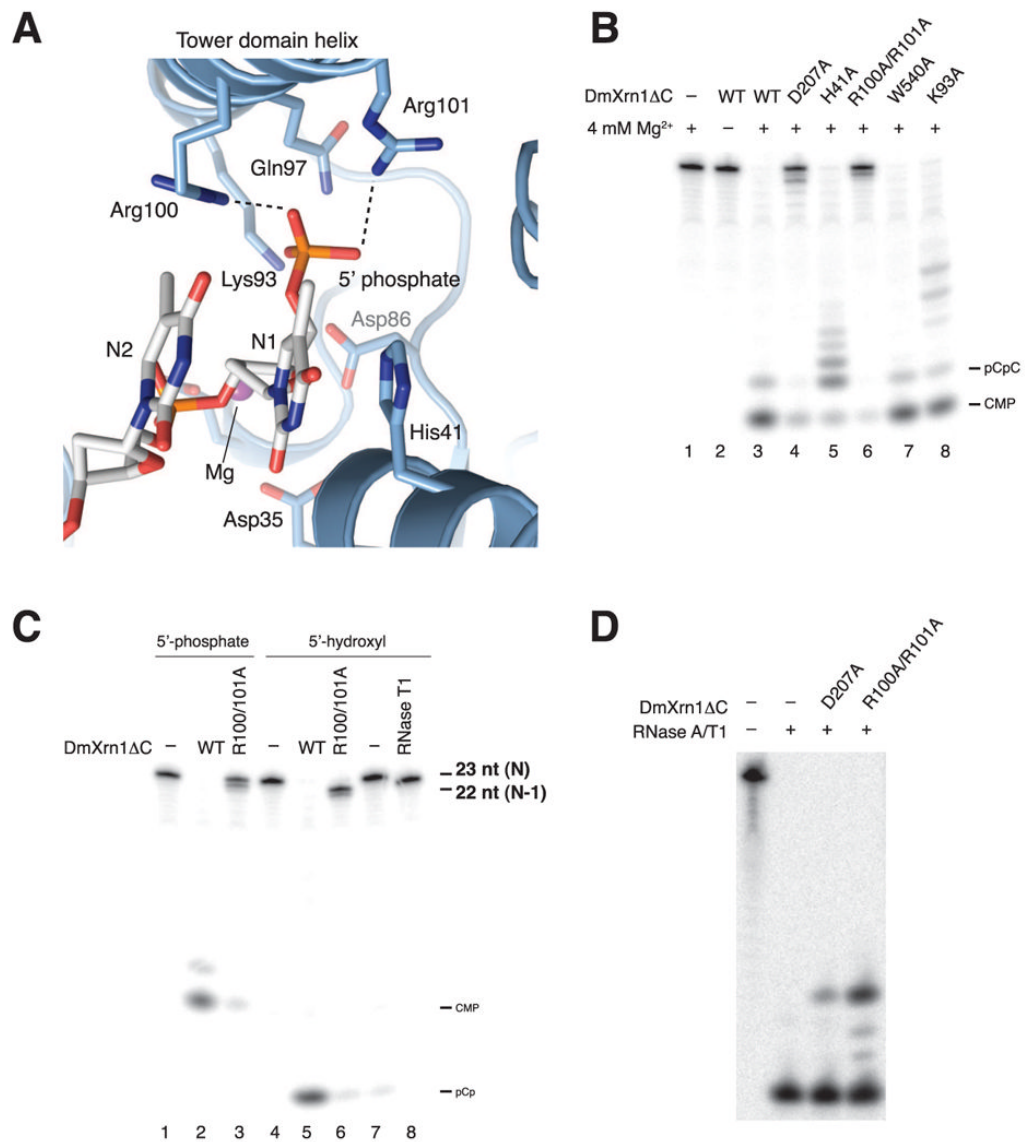 A
Tower domain helix
Arg101
Gln97
Arg100
Lys93
5' phosphate
Asp86
N2
N1
His41
Mg
Asp35
B
DmXrn1ΔC – WT WT D207A H41A R100A/R101A W540A K93A
4 mM Mg²⁺ + – + + + + + +
pCpC
CMP
1 2 3 4 5 6 7 8
C
5'-phosphate 5'-hydroxyl
DmXrn1ΔC – WT R100/101A – WT R100/101A – RNase T1
23 nt (N)
22 nt (N-1)
CMP
pCp
1 2 3 4 5 6 7 8
D
DmXrn1ΔC – – D207A R100A/R101A
RNase A/T1 – + + +